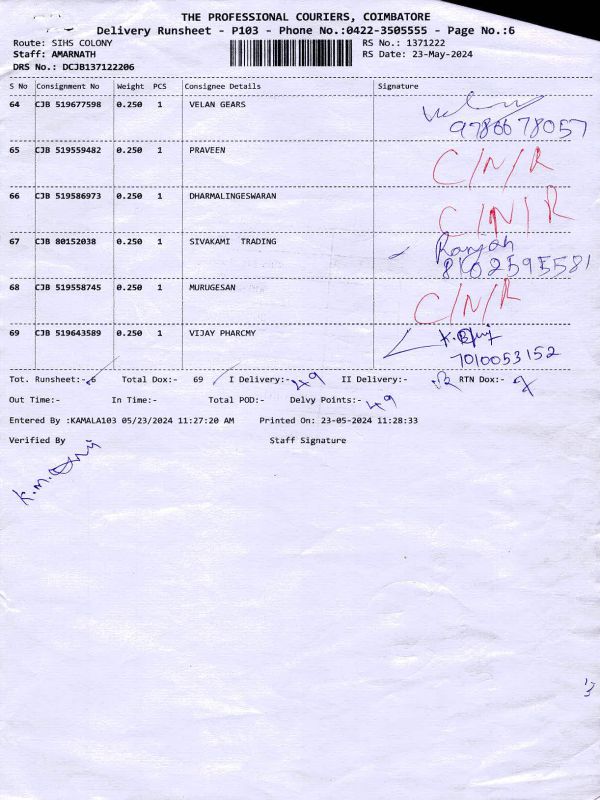 THE PROFESSIONAL COURIERS, COIMBATORE
Delivery Runsheet - P103 - Phone No.:0422-3505555 - Page No.:6
Route: SIHS COLONY RS No.: 1371222
Staff: AMARNATH RS Date: 23-May-2024
DRS No.: DCJB137122206
S No Consignment No Weight PCS Consignee Details Signature
64 CJB 519677598 0.250 1 VELAN GEARS
9786678057
65 CJB 519559482 0.250 1 PRAVEEN C/N/R
66 CJB 519586973 0.250 1 DHARMALINGESWARAN C/N/R
67 CJB 80152038 0.250 1 SIVAKAMI TRADING Ranjah
8102595581
68 CJB 519558745 0.250 1 MURUGESAN C/N/R
69 CJB 519643589 0.250 1 VIJAY PHARCMY
7010053152
Tot. Runsheet:- 6 Total Dox:- 69 I Delivery:- 49 II Delivery:- RTN Dox:-
Out Time:- In Time:- Total POD:- Delvy Points:- 49
Entered By :KAMALA103 05/23/2024 11:27:20 AM Printed On: 23-05-2024 11:28:33
Verified By Staff Signature
K.M.